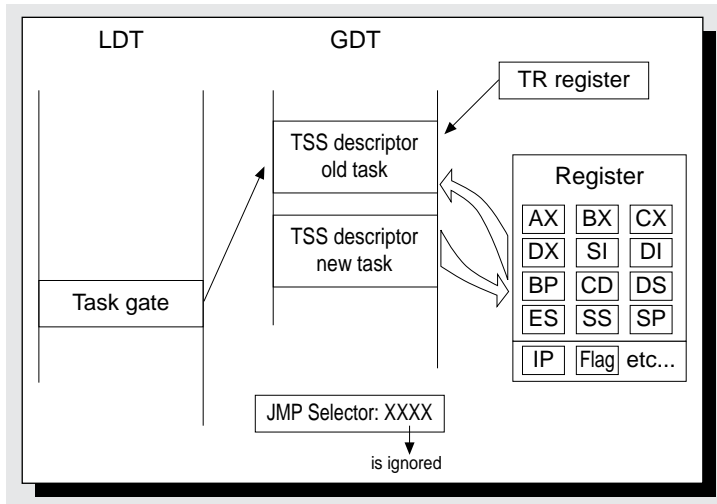 LDT
GDT
TR register
TSS descriptor
old task
TSS descriptor
new task
Task gate
Register
AX BX CX
DX SI DI
BP CD DS
ES SS SP
IP Flag etc...
JMP Selector: XXXX
is ignored